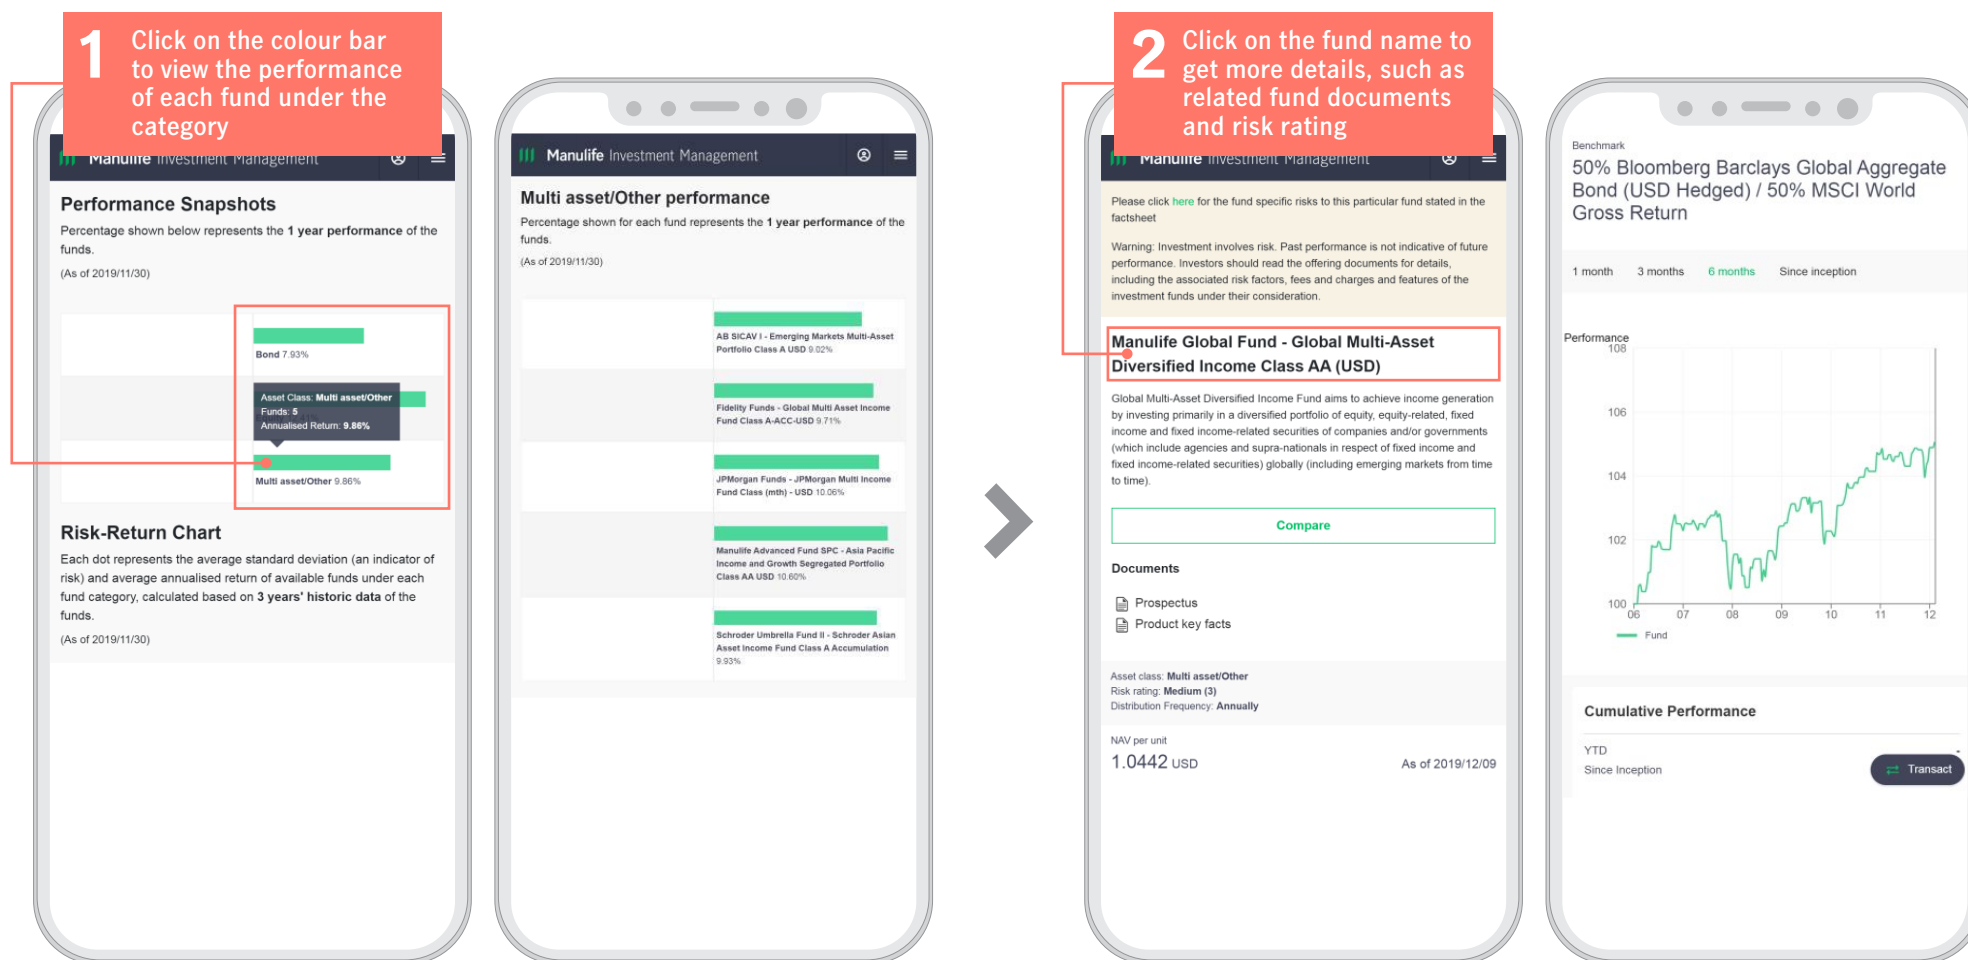 1
Click on the colour bar
to view the performance
of each fund under the
category
Manulife Investment Management
Performance Snapshots
Percentage shown below represents the 1 year performance of the
funds.
(As of 2019/11/30)
Bond 7.93%
Asset Class: Multi asset/Other
Funds: 5
Annualised Return: 9.86%
Multi asset/Other 9.86%
Risk-Return Chart
Each dot represents the average standard deviation (an indicator of
risk) and average annualised return of available funds under each
fund category, calculated based on 3 years' historic data of the
funds.
(As of 2019/11/30)
Manulife Investment Management
Multi asset/Other performance
Percentage shown for each fund represents the 1 year performance of the
funds.
(As of 2019/11/30)
AB SICAV I - Emerging Markets Multi-Asset
Portfolio Class A USD 9.02%
Fidelity Funds - Global Multi Asset Income
Fund Class A-ACC-USD 9.71%
JPMorgan Funds - JPMorgan Multi Income
Fund Class (mth) - USD 10.06%
Manulife Advanced Fund SPC - Asia Pacific
Income and Growth Segregated Portfolio
Class AA USD 10.60%
Schroder Umbrella Fund II - Schroder Asian
Asset Income Fund Class A Accumulation
9.93%
2
Click on the fund name to
get more details, such as
related fund documents
and risk rating
Manulife Investment Management
Please click here for the fund specific risks to this particular fund stated in the
factsheet
Warning: Investment involves risk. Past performance is not indicative of future
performance. Investors should read the offering documents for details,
including the associated risk factors, fees and charges and features of the
investment funds under their consideration.
Manulife Global Fund - Global Multi-Asset
Diversified Income Class AA (USD)
Global Multi-Asset Diversified Income Fund aims to achieve income generation
by investing primarily in a diversified portfolio of equity, equity-related, fixed
income and fixed income-related securities of companies and/or governments
(which include agencies and supra-nationals in respect of fixed income and
fixed income-related securities) globally (including emerging markets from time
to time).
Compare
Documents
Prospectus
Product key facts
Asset class: Multi asset/Other
Risk rating: Medium (3)
Distribution Frequency: Annually
NAV per unit
1.0442 USD
As of 2019/12/09
Benchmark
50% Bloomberg Barclays Global Aggregate
Bond (USD Hedged) / 50% MSCI World
Gross Return
1 month 3 months 6 months Since inception
Performance
108
106
104
102
100
06 07 08 09 10 11 12
Fund
Cumulative Performance
YTD -
Since Inception
Transact